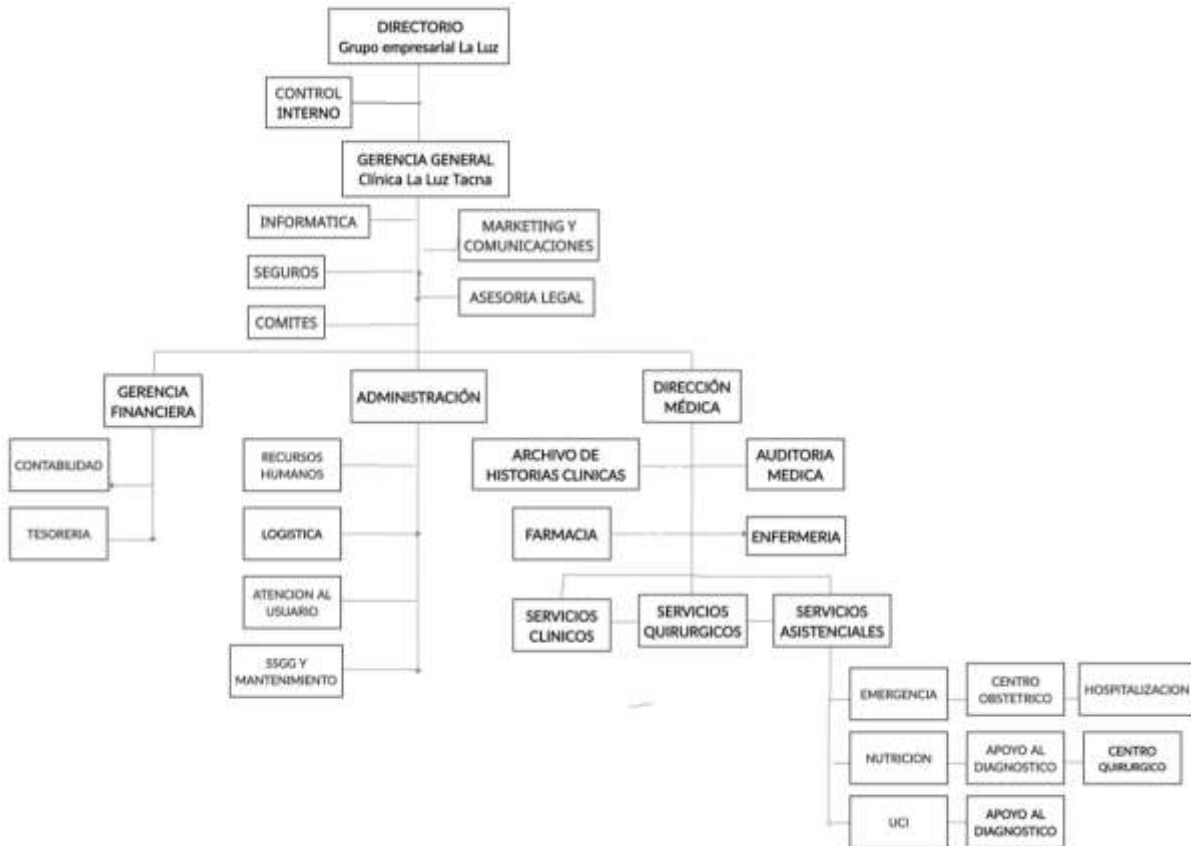 DIRECTORIO
Grupo empresarial La Luz
CONTROL
INTERNO
GERENCIA GENERAL
Clínica La Luz Tacna
INFORMATICA
MARKETING Y
COMUNICACIONES
SEGUROS
ASESORIA LEGAL
COMITES
GERENCIA
FINANCIERA
ADMINISTRACIÓN
DIRECCIÓN
MÉDICA
CONTABILIDAD
RECURSOS
HUMANOS
ARCHIVO DE
HISTORIAS CLINICAS
AUDITORIA
MEDICA
TESORERIA
LOGISTICA
FARMACIA
ENFERMERIA
ATENCION AL
USUARIO
SERVICIOS
CLINICOS
SERVICIOS
QUIRURGICOS
SERVICIOS
ASISTENCIALES
SSGG Y
MANTENIMIENTO
EMERGENCIA
CENTRO
OBSTETRICO
HOSPITALIZACION
NUTRICION
APOYO AL
DIAGNOSTICO
CENTRO
QUIRURGICO
UCI
APOYO AL
DIAGNOSTICO